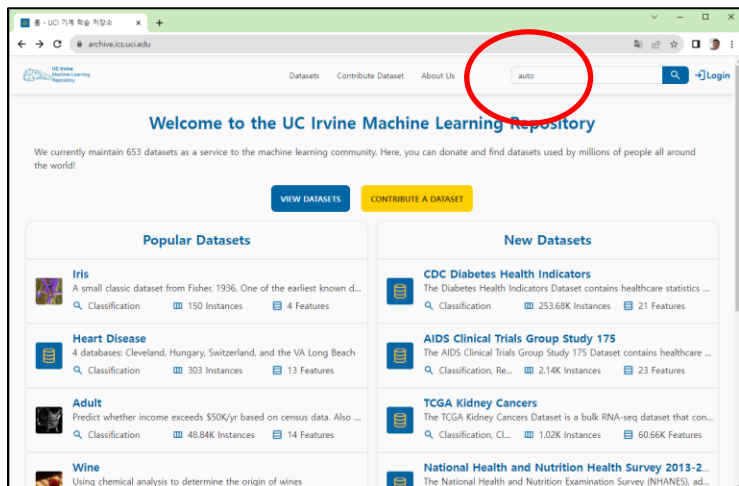 홈 - UCI 기계 학습 저장소
archive.ics.uci.edu
UC Irvine
Machine Learning
Repository
Datasets Contribute Dataset About Us auto Login
Welcome to the UC Irvine Machine Learning Repository
We currently maintain 653 datasets as a service to the machine learning community. Here, you can donate and find datasets used by millions of people all around
the world!
VIEW DATASETS CONTRIBUTE A DATASET
Popular Datasets
Iris
A small classic dataset from Fisher, 1936. One of the earliest known d...
Classification 150 Instances 4 Features
Heart Disease
4 databases: Cleveland, Hungary, Switzerland, and the VA Long Beach
Classification 303 Instances 13 Features
Adult
Predict whether income exceeds $50K/yr based on census data. Also ...
Classification 48.84K Instances 14 Features
Wine
Using chemical analysis to determine the origin of wines
New Datasets
CDC Diabetes Health Indicators
The Diabetes Health Indicators Dataset contains healthcare statistics ...
Classification 253.68K Instances 21 Features
AIDS Clinical Trials Group Study 175
The AIDS Clinical Trials Group Study 175 Dataset contains healthcare ...
Classification, Re... 2.14K Instances 23 Features
TCGA Kidney Cancers
The TCGA Kidney Cancers Dataset is a bulk RNA-seq dataset that con...
Classification, Cl... 1.02K Instances 60.66K Features
National Health and Nutrition Health Survey 2013-2...
The National Health and Nutrition Examination Survey (NHANES), ad...